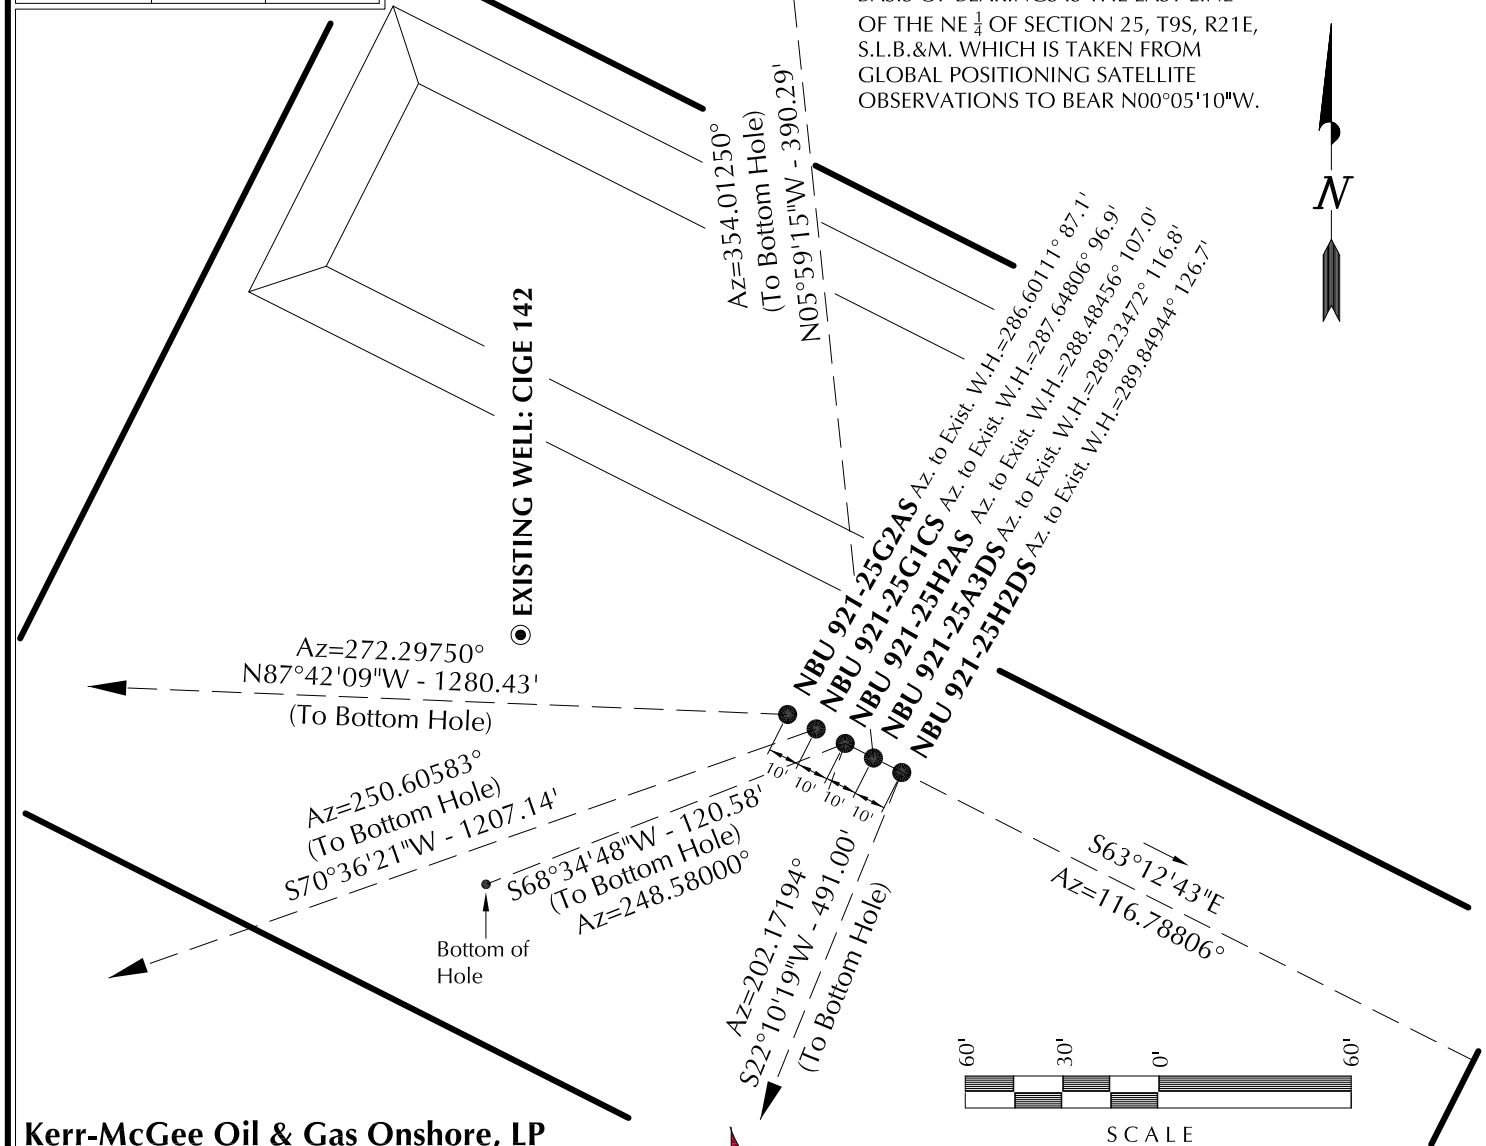 OF THE NE 1/4 OF SECTION 25, T9S, R21E,
S.L.B.&M. WHICH IS TAKEN FROM
GLOBAL POSITIONING SATELLITE
OBSERVATIONS TO BEAR N00°05'10"W.
N
Az=354.01250°
(To Bottom Hole)
N05°59'15"W - 390.29'
EXISTING WELL: CIGE 142
NBU 921-25G2AS Az. to Exist. W.H.=286.60111° 87.1'
NBU 921-25G1CS Az. to Exist. W.H.=287.64806° 96.9'
NBU 921-25H2AS Az. to Exist. W.H.=288.48456° 107.0'
NBU 921-25A3DS Az. to Exist. W.H.=289.23472° 116.8'
NBU 921-25H2DS Az. to Exist. W.H.=289.84944° 126.7'
Az=272.29750°
N87°42'09"W - 1280.43'
(To Bottom Hole)
10'
10'
10'
10'
Az=250.60583°
(To Bottom Hole)
S70°36'21"W - 1207.14'
S68°34'48"W - 120.58'
(To Bottom Hole)
Az=248.58000°
Bottom of
Hole
Az=202.17194°
S22°10'19"W - 491.00'
(To Bottom Hole)
S63°12'43"E
Az=116.78806°
60'
30'
0'
60'
SCALE
Kerr-McGee Oil & Gas Onshore, LP